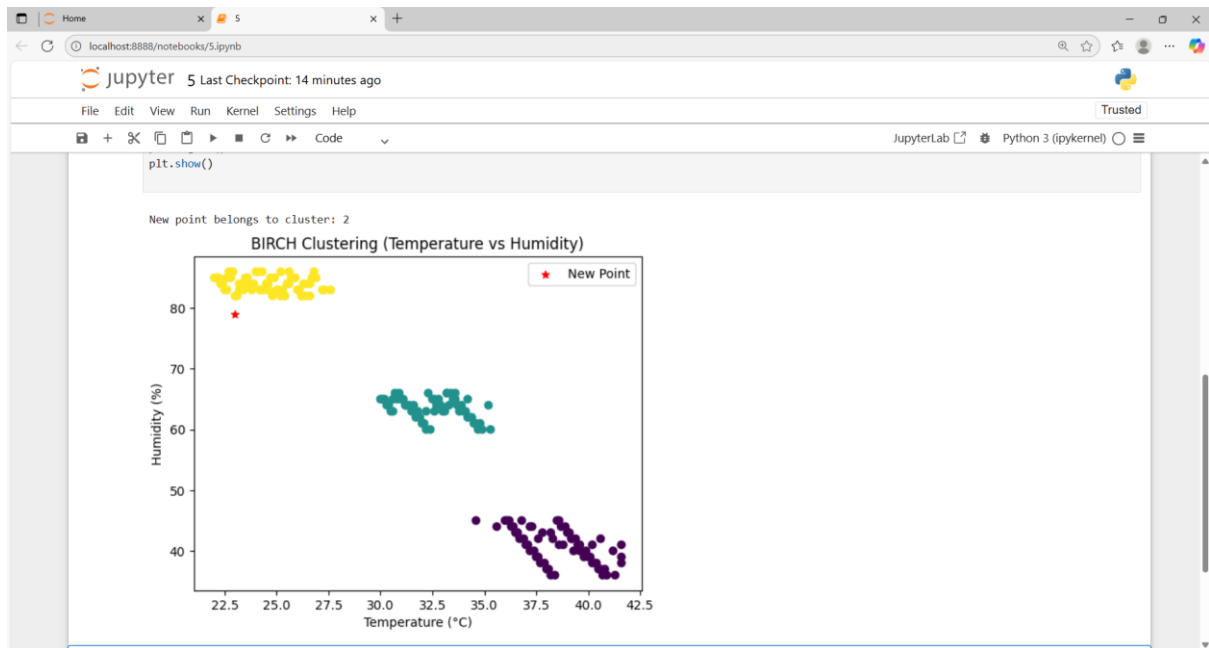 Home
5
localhost:8888/notebooks/5.ipynb
jupyter 5 Last Checkpoint: 14 minutes ago
File Edit View Run Kernel Settings Help Trusted
Code JupyterLab Python 3 (ipykernel)
plt.show()
New point belongs to cluster: 2
BIRCH Clustering (Temperature vs Humidity)
New Point
80
70
60
50
40
Humidity (%)
22.5 25.0 27.5 30.0 32.5 35.0 37.5 40.0 42.5
Temperature (°C)